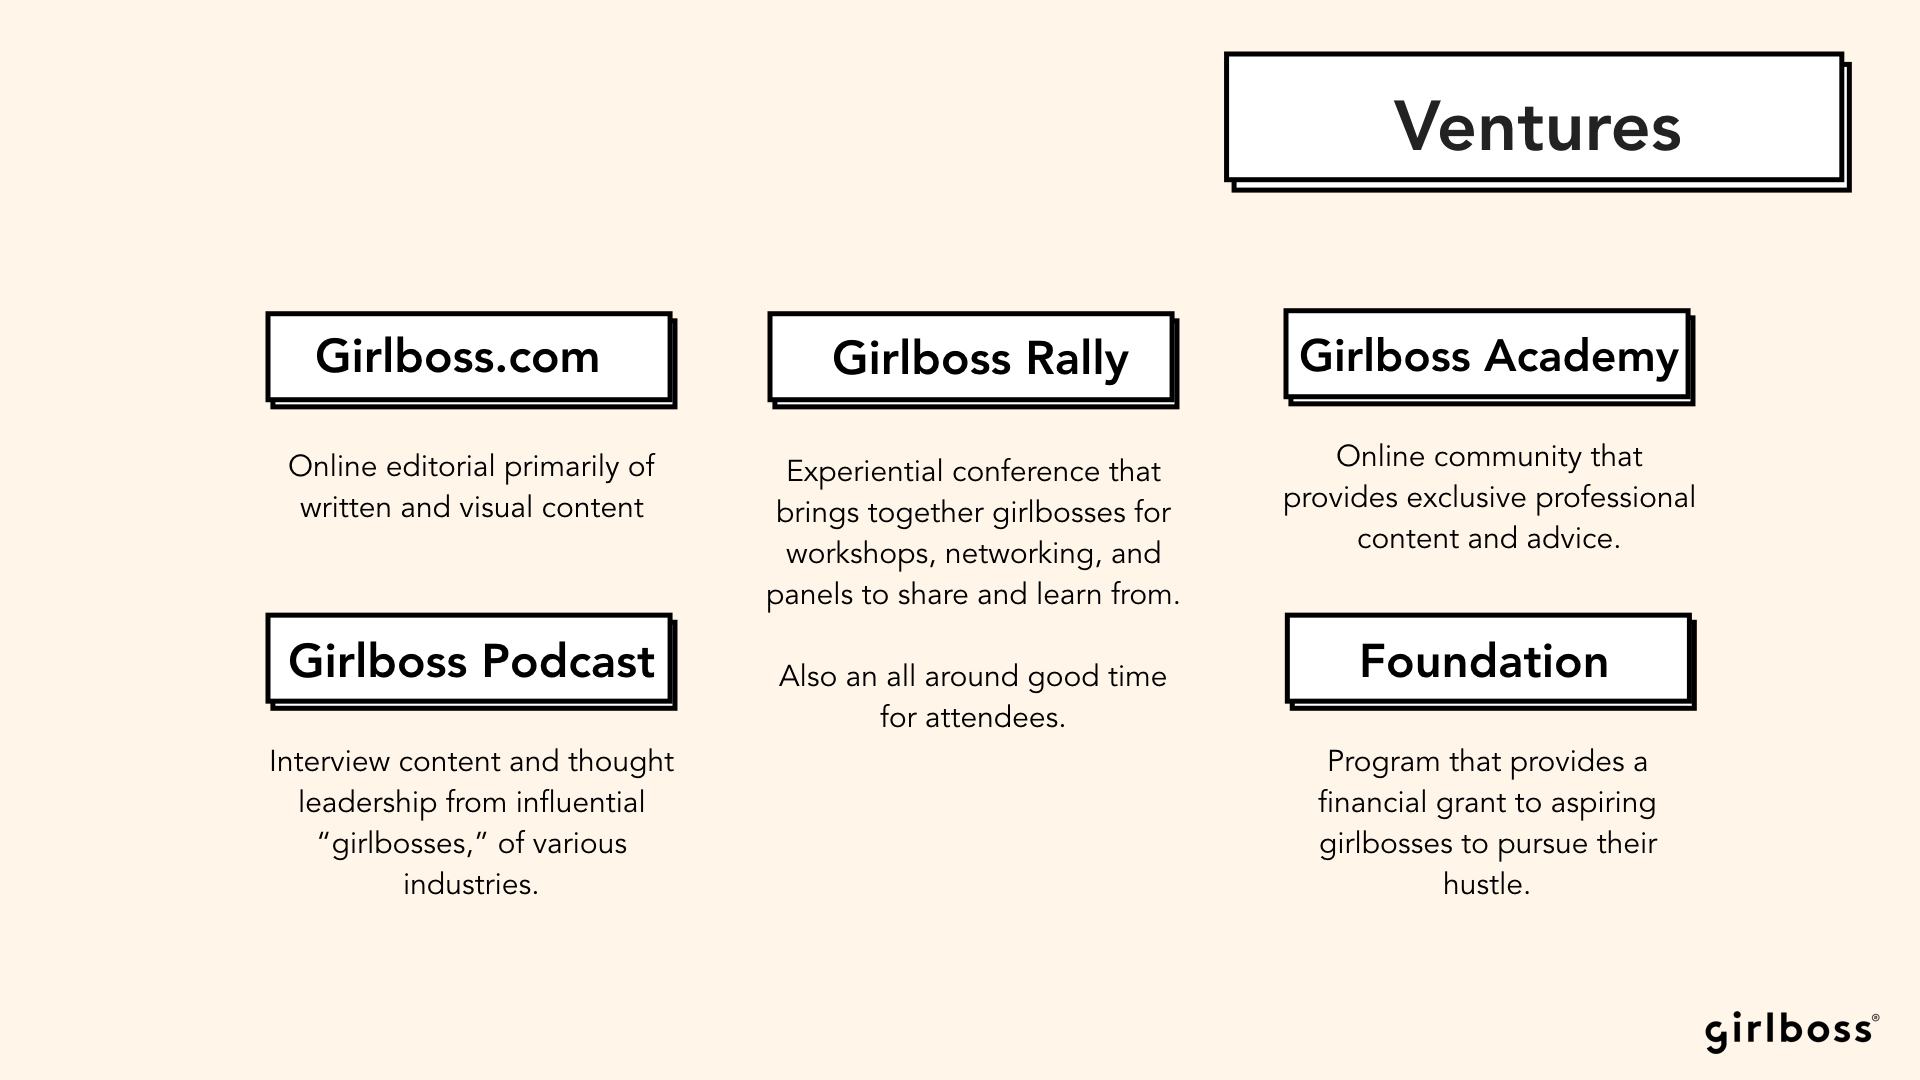 Ventures
Girlboss.com
Online editorial primarily of
written and visual content
Girlboss Podcast
Interview content and thought
leadership from influential
“girlbosses,” of various
industries.
Girlboss Rally
Experiential conference that
brings together girlbosses for
workshops, networking, and
panels to share and learn from.
Also an all around good time
for attendees.
Girlboss Academy
Online community that
provides exclusive professional
content and advice.
Foundation
Program that provides a
financial grant to aspiring
girlbosses to pursue their
hustle.
girlboss®